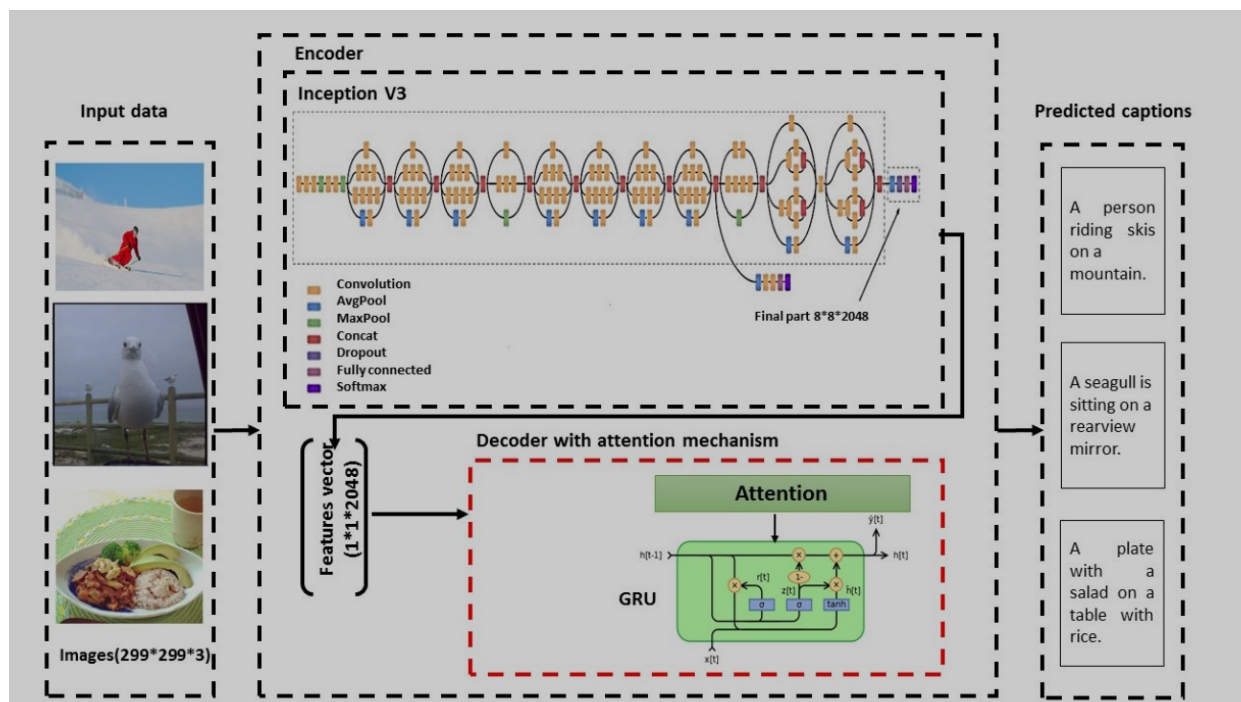 Input data
Images(299*299*3)
Encoder
Inception V3
Convolution
AvgPool
MaxPool
Concat
Dropout
Fully connected
Softmax
Final part 8*8*2048
Features vector
(1*1*2048)
Decoder with attention mechanism
Attention
GRU
h[t-1]
ŷ[t]
h[t]
r[t]
z[t]
1-
h̃[t]
×
+
×
×
σ
σ
tanh
x[t]
Predicted captions
A person
riding skis
on a
mountain.
A seagull is
sitting on a
rearview
mirror.
A plate
with a
salad on a
table with
rice.